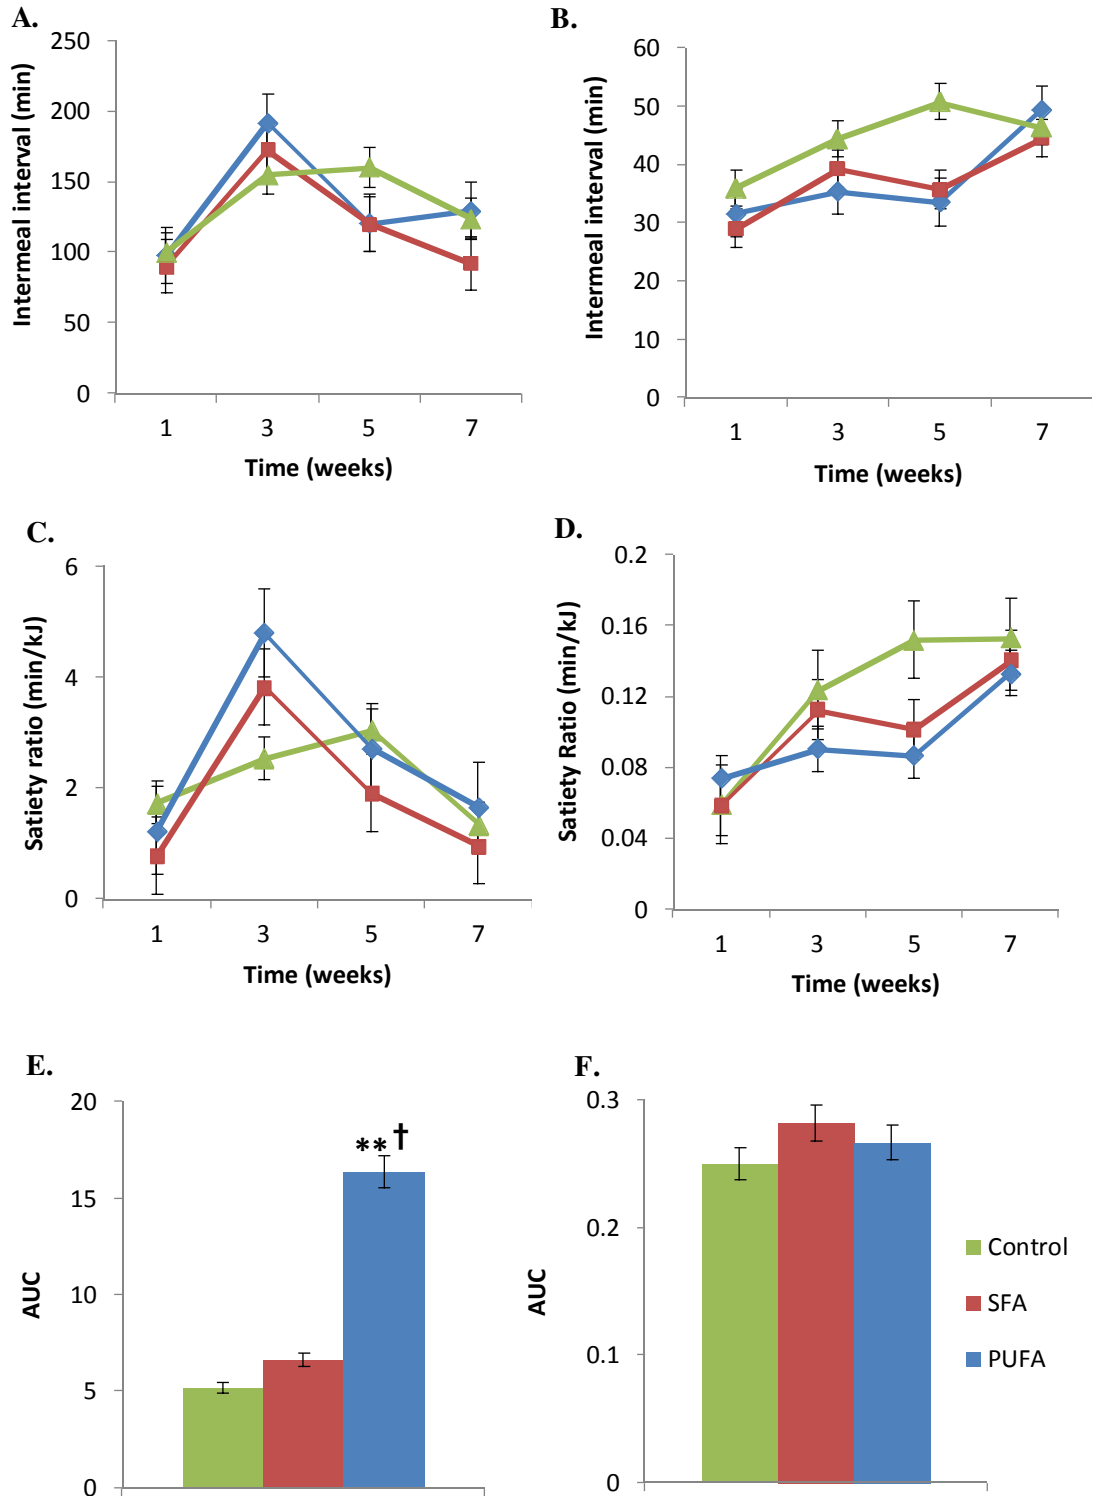 A.
250
200
150
100
50
0
Intermeal interval (min)
1 3 5 7
Time (weeks)
B.
60
50
40
30
20
10
0
Intermeal interval (min)
1 3 5 7
Time (weeks)
C.
6
4
2
0
Satiety ratio (min/kJ)
1 3 5 7
Time (weeks)
D.
0.2
0.16
0.12
0.08
0.04
0
Satiety Ratio (min/kJ)
1 3 5 7
Time (weeks)
E.
20
15
10
5
0
AUC
**†
F.
0.3
0.2
0.1
0
AUC
Control
SFA
PUFA